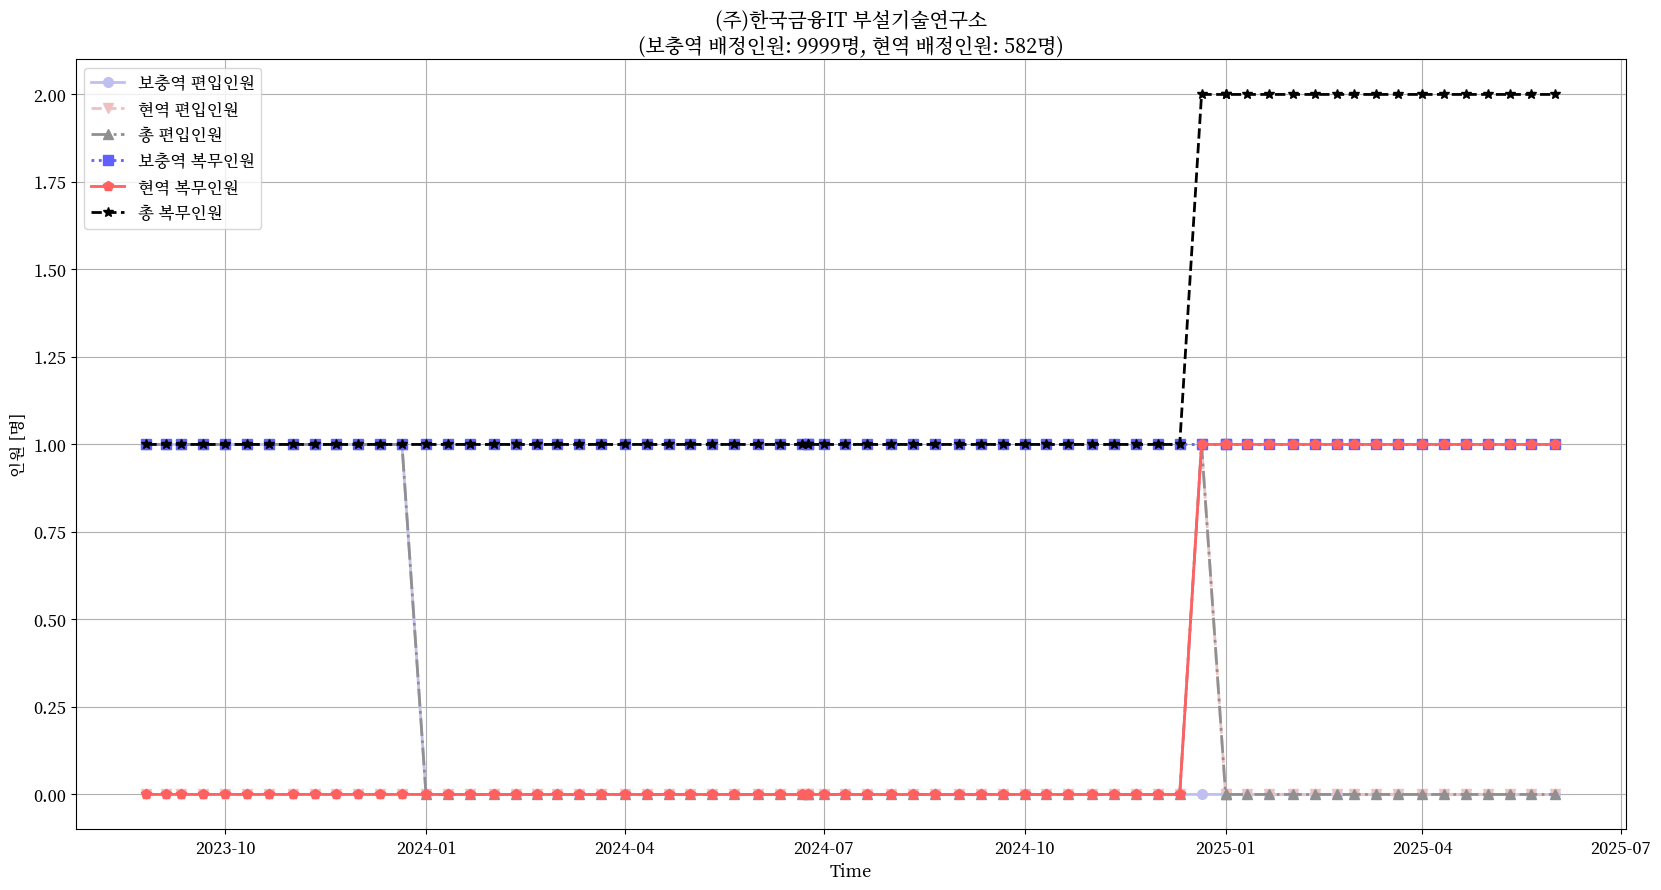 (주)한국금융IT 부설기술연구소
(보충역 배정인원: 9999명, 현역 배정인원: 582명)
보충역 편입인원
현역 편입인원
총 편입인원
보충역 복무인원
현역 복무인원
총 복무인원
인원 [명]
2.00
1.75
1.50
1.25
1.00
0.75
0.50
0.25
0.00
2023-10 2024-01 2024-04 2024-07 2024-10 2025-01 2025-04 2025-07
Time